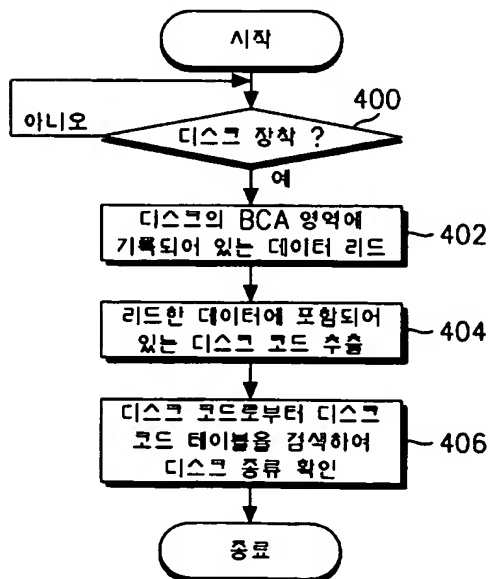 시작
400
아니오
디스크 장착 ?
예
디스크의 BCA 영역에
기록되어 있는 데이터 리드
402
리드한 데이터에 포함되어
있는 디스크 코드 추출
404
디스크 코드로부터 디스크
코드 테이블을 검색하여
디스크 종류 확인
406
종료